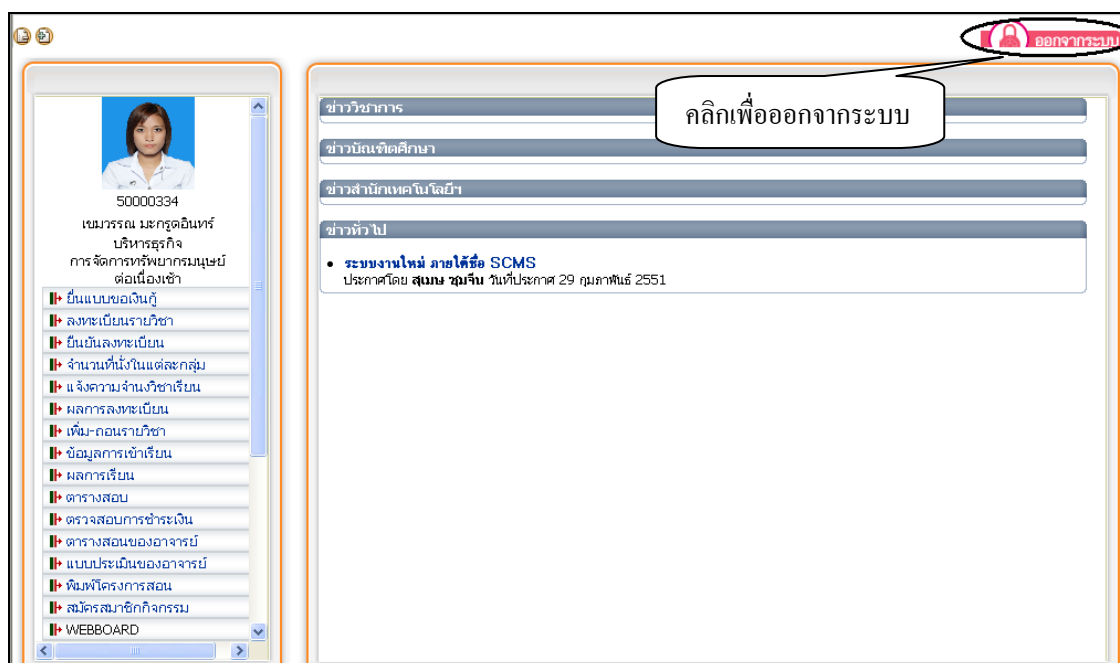 ออกจากระบบ
คลิกเพื่อออกจากระบบ
50000334
เขมวรรณ มะกรูดอินทร์
บริหารธุรกิจ
การจัดการทรัพยากรมนุษย์
ต่อเนื่องเช้า
ยื่นแบบขอเงินกู้
ลงทะเบียนรายวิชา
ยืนยันลงทะเบียน
จำนวนที่นั่งในแต่ละกลุ่ม
แจ้งความจำนงวิชาเรียน
ผลการลงทะเบียน
เพิ่ม-ถอนรายวิชา
ข้อมูลการเข้าเรียน
ผลการเรียน
ตารางสอบ
ตรวจสอบการชำระเงิน
ตารางสอนของอาจารย์
แบบประเมินของอาจารย์
พิมพ์โครงการสอน
สมัครสมาชิกกิจกรรม
WEBBOARD
ข่าววิชาการ
ข่าวบัณฑิตศึกษา
ข่าวสำนักเทคโนโลยีฯ
ข่าวทั่วไป
ระบบงานใหม่ ภายใต้ชื่อ SCMS
ประกาศโดย สุเมษ ชุมจีน วันที่ประกาศ 29 กุมภาพันธ์ 2551